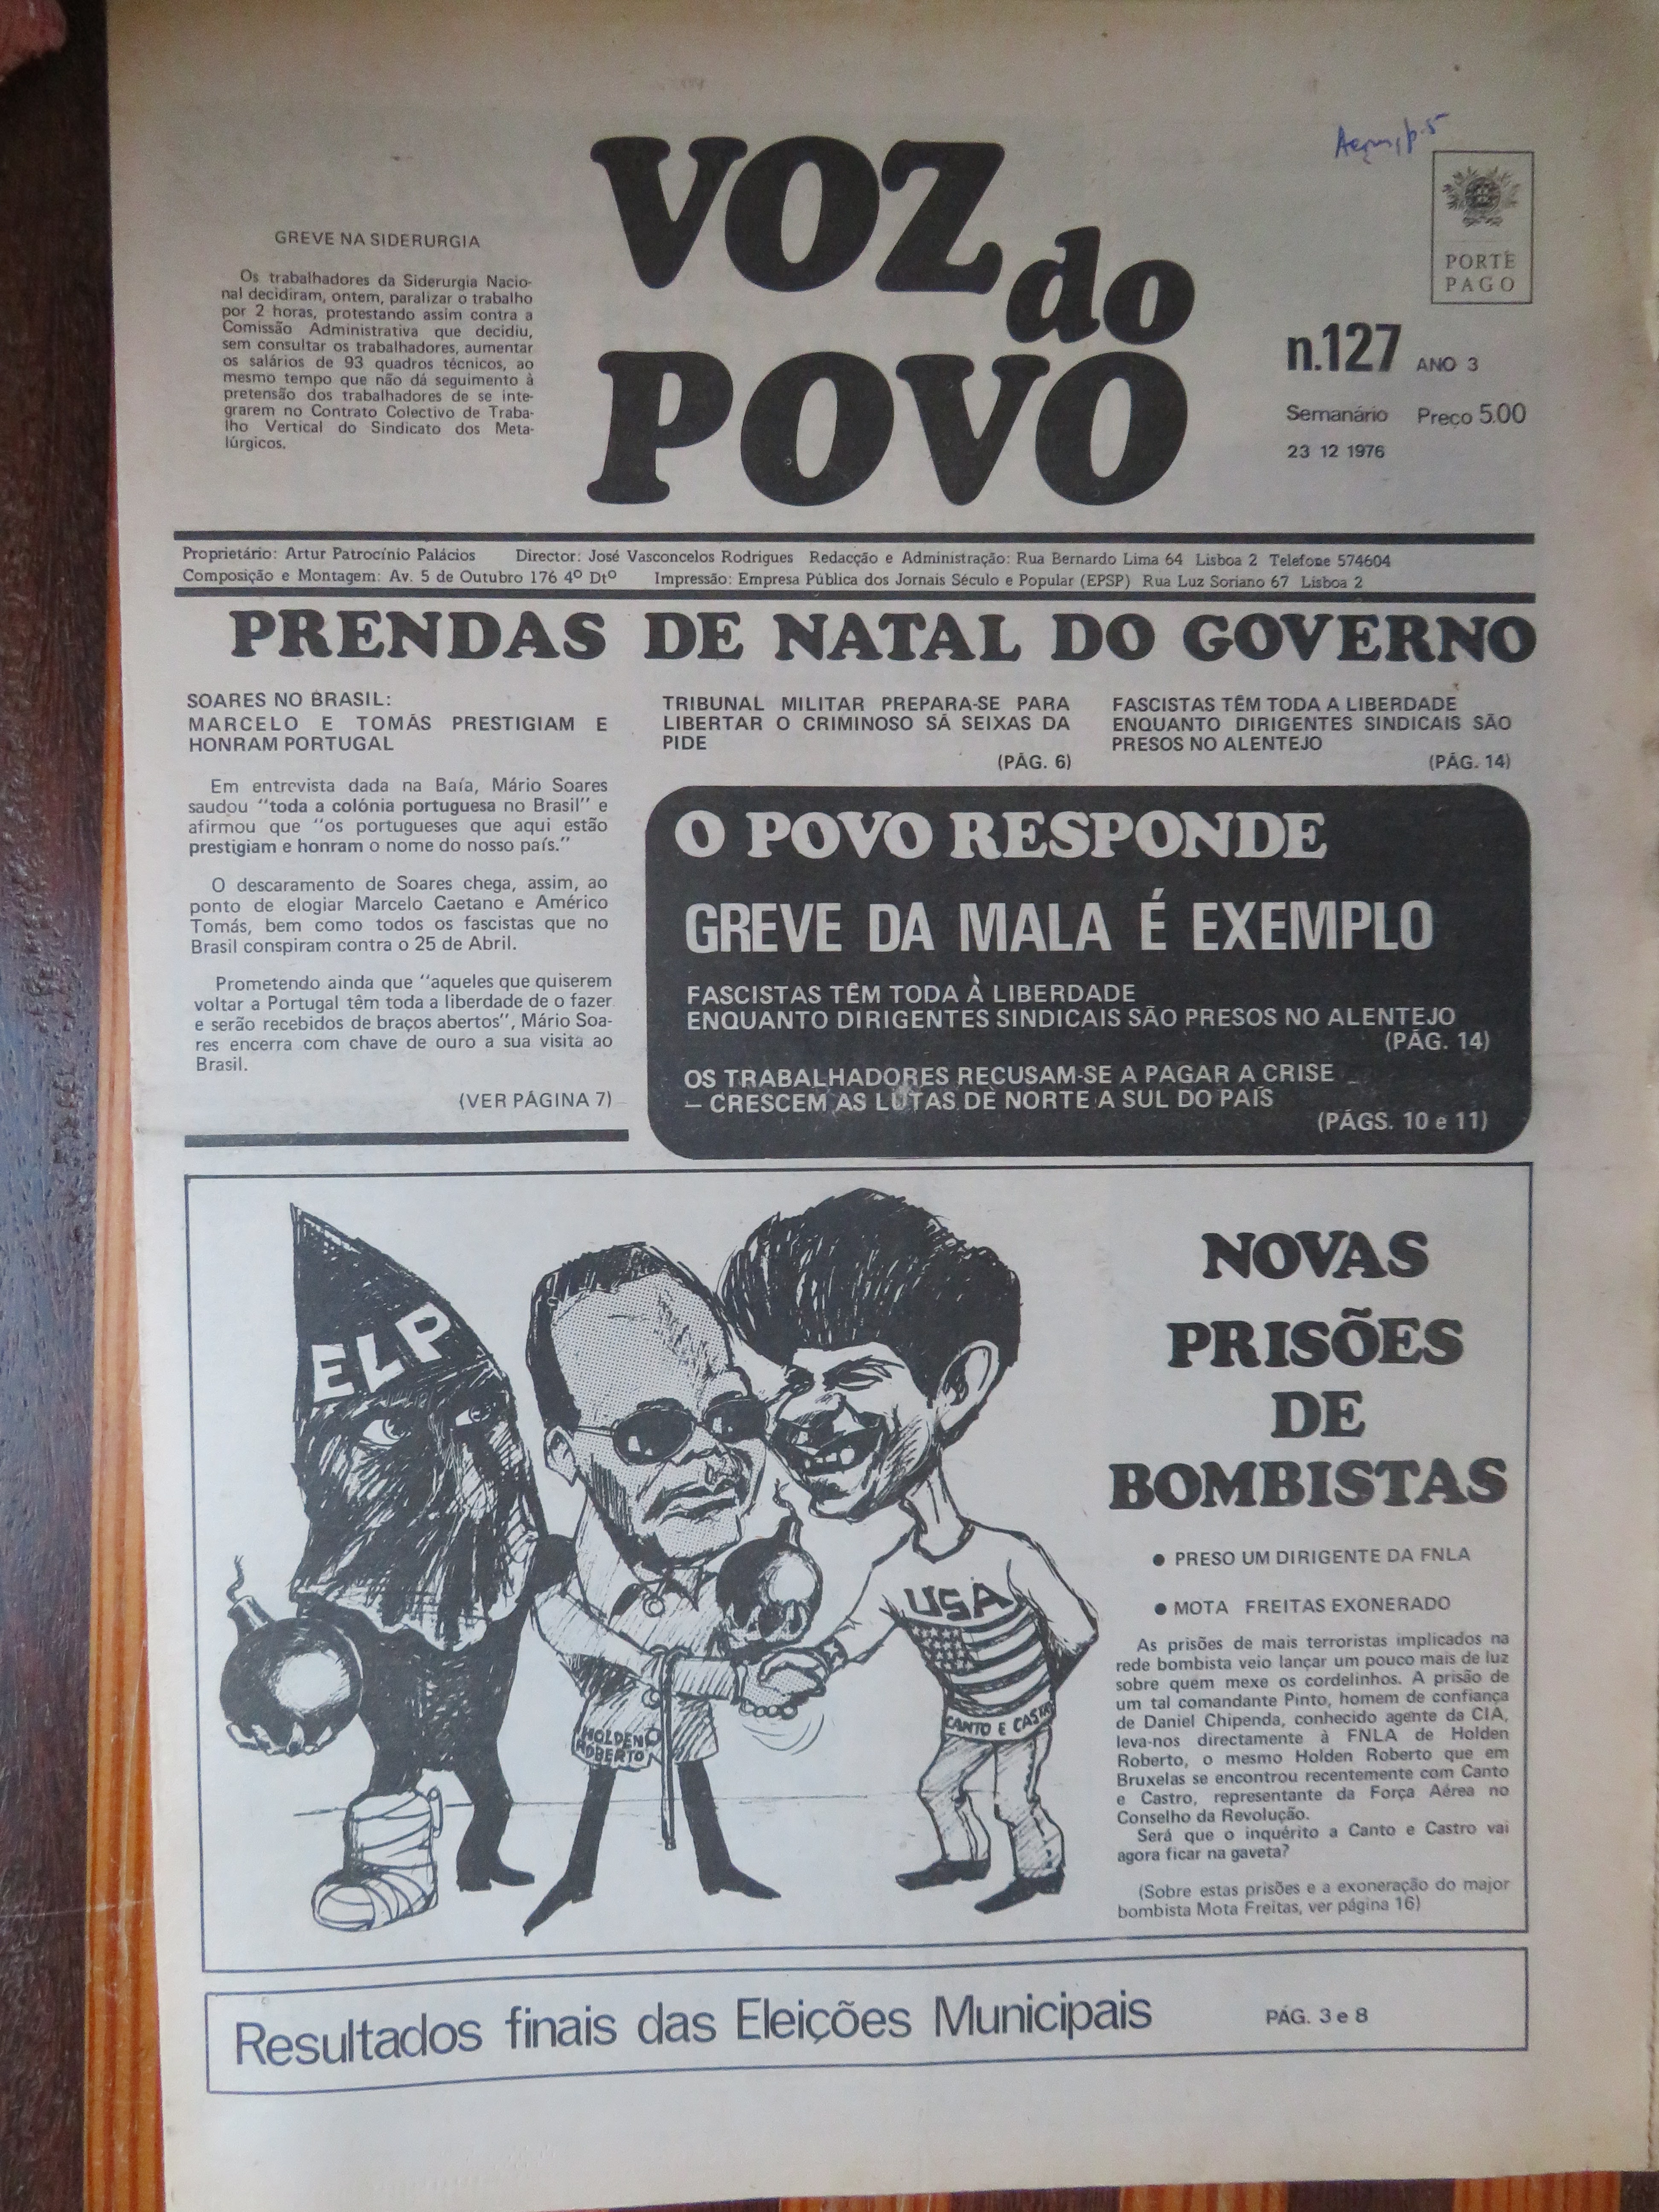 GREVE NA SIDERURGIA
Os trabalhadores da Siderurgia Nacio-
nal decidiram, ontem, paralizar o trabalho
por 2 horas, protestando assim contra a
Comissão Administrativa que decidiu,
sem consultar os trabalhadores, aumentar
os salários de 93 quadros técnicos, ao
mesmo tempo que não dá seguimento à
pretensão dos trabalhadores de se inte-
grarem no Contrato Colectivo de Traba-
lho Vertical do Sindicato dos Meta-
lúrgicos.
VOZ
do
POVO
PORTE
PAGO
n.127 ANO 3
Semanário Preço 5.00
23 12 1976
Proprietário: Artur Patrocínio Palácios Director: José Vasconcelos Rodrigues Redacção e Administração: Rua Bernardo Lima 64 Lisboa 2 Telefone 574604
Composição e Montagem: Av. 5 de Outubro 176 4º Dtº Impressão: Empresa Pública dos Jornais Século e Popular (EPSP) Rua Luz Soriano 67 Lisboa 2
PRENDAS DE NATAL DO GOVERNO
SOARES NO BRASIL:
MARCELO E TOMÁS PRESTIGIAM E
HONRAM PORTUGAL
Em entrevista dada na Baía, Mário Soares
saudou "toda a colónia portuguesa no Brasil" e
afirmou que "os portugueses que aqui estão
prestigiam e honram o nome do nosso país."
O descaramento de Soares chega, assim, ao
ponto de elogiar Marcelo Caetano e Américo
Tomás, bem como todos os fascistas que no
Brasil conspiram contra o 25 de Abril.
Prometendo ainda que "aqueles que quiserem
voltar a Portugal têm toda a liberdade de o fazer
e serão recebidos de braços abertos", Mário Soa-
res encerra com chave de ouro a sua visita ao
Brasil.
(VER PÁGINA 7)
TRIBUNAL MILITAR PREPARA-SE PARA
LIBERTAR O CRIMINOSO SÁ SEIXAS DA
PIDE
(PÁG. 6)
FASCISTAS TÊM TODA A LIBERDADE
ENQUANTO DIRIGENTES SINDICAIS SÃO
PRESOS NO ALENTEJO
(PÁG. 14)
O POVO RESPONDE
GREVE DA MALA É EXEMPLO
FASCISTAS TÊM TODA À LIBERDADE
ENQUANTO DIRIGENTES SINDICAIS SÃO PRESOS NO ALENTEJO
(PÁG. 14)
OS TRABALHADORES RECUSAM-SE A PAGAR A CRISE
– CRESCEM AS LUTAS DE NORTE A SUL DO PAÍS
(PÁGS. 10 e 11)
ELP
HOLDEN
ROBERTO
USA
CANTO E CASTRO
NOVAS
PRISÕES
DE
BOMBISTAS
● PRESO UM DIRIGENTE DA FNLA
● MOTA FREITAS EXONERADO
As prisões de mais terroristas implicados na
rede bombista veio lançar um pouco mais de luz
sobre quem mexe os cordelinhos. A prisão de
um tal comandante Pinto, homem de confiança
de Daniel Chipenda, conhecido agente da CIA,
leva-nos directamente à FNLA de Holden
Roberto, o mesmo Holden Roberto que em
Bruxelas se encontrou recentemente com Canto
e Castro, representante da Força Aérea no
Conselho da Revolução.
Será que o inquérito a Canto e Castro vai
agora ficar na gaveta?
(Sobre estas prisões e a exoneração do major
bombista Mota Freitas, ver página 16)
Resultados finais das Eleições Municipais PÁG. 3 e 8